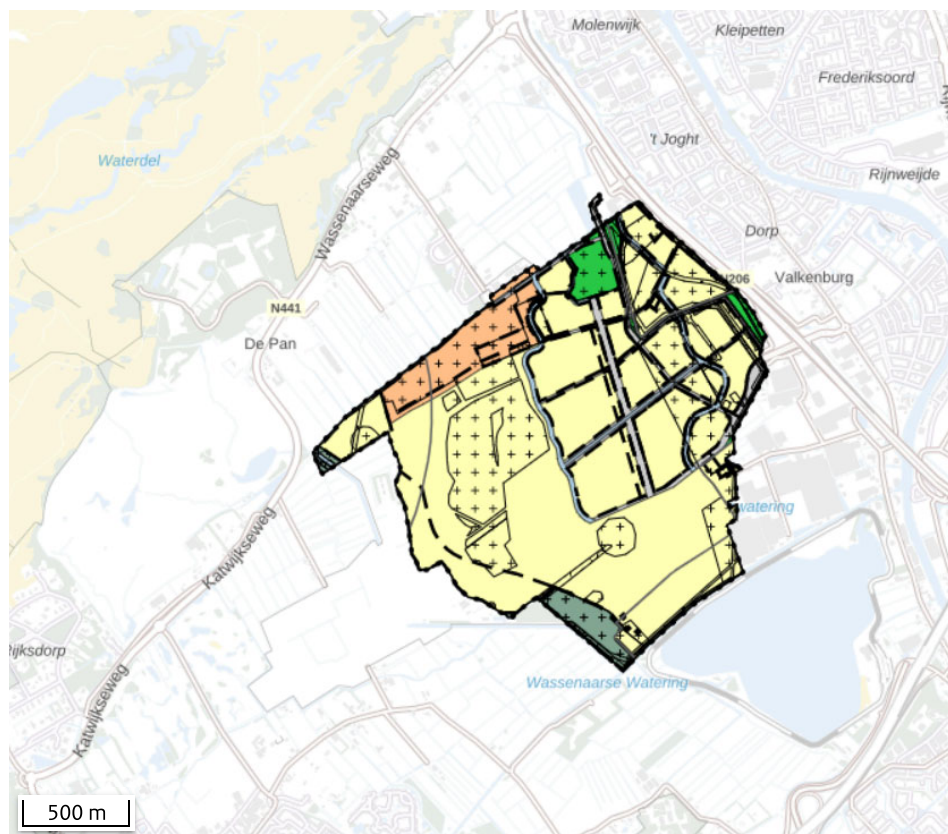 Molenwijk
Kleipetten
Frederiksoord
't Joght
Waterdel
Rijnweijde
Wassenaarseweg
Dorp
N206
Valkenburg
N441
De Pan
watering
Katwijkseweg
Rijksdorp
Katwijkseweg
Wassenaarse Watering
500 m